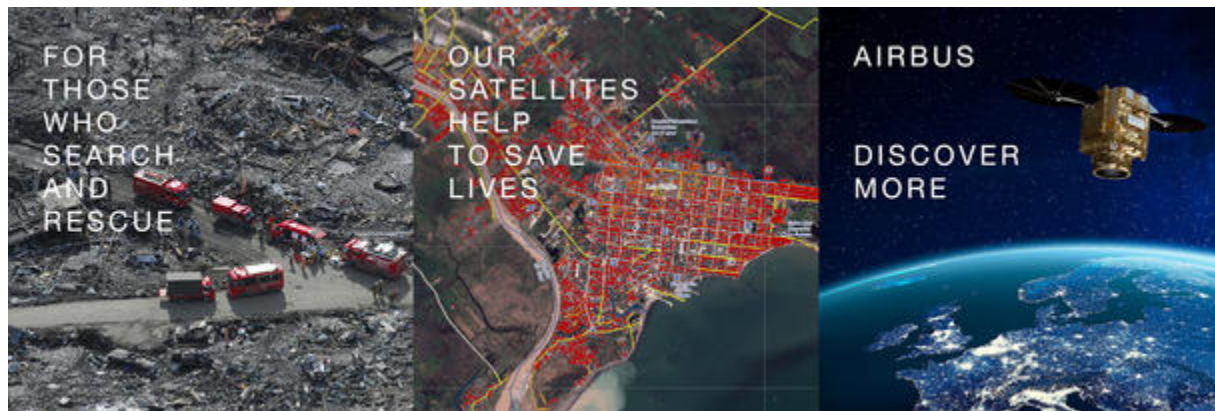 FOR
THOSE
WHO
SEARCH
AND
RESCUE
OUR
SATELLITES
HELP
TO SAVE
LIVES
AIRBUS
DISCOVER
MORE